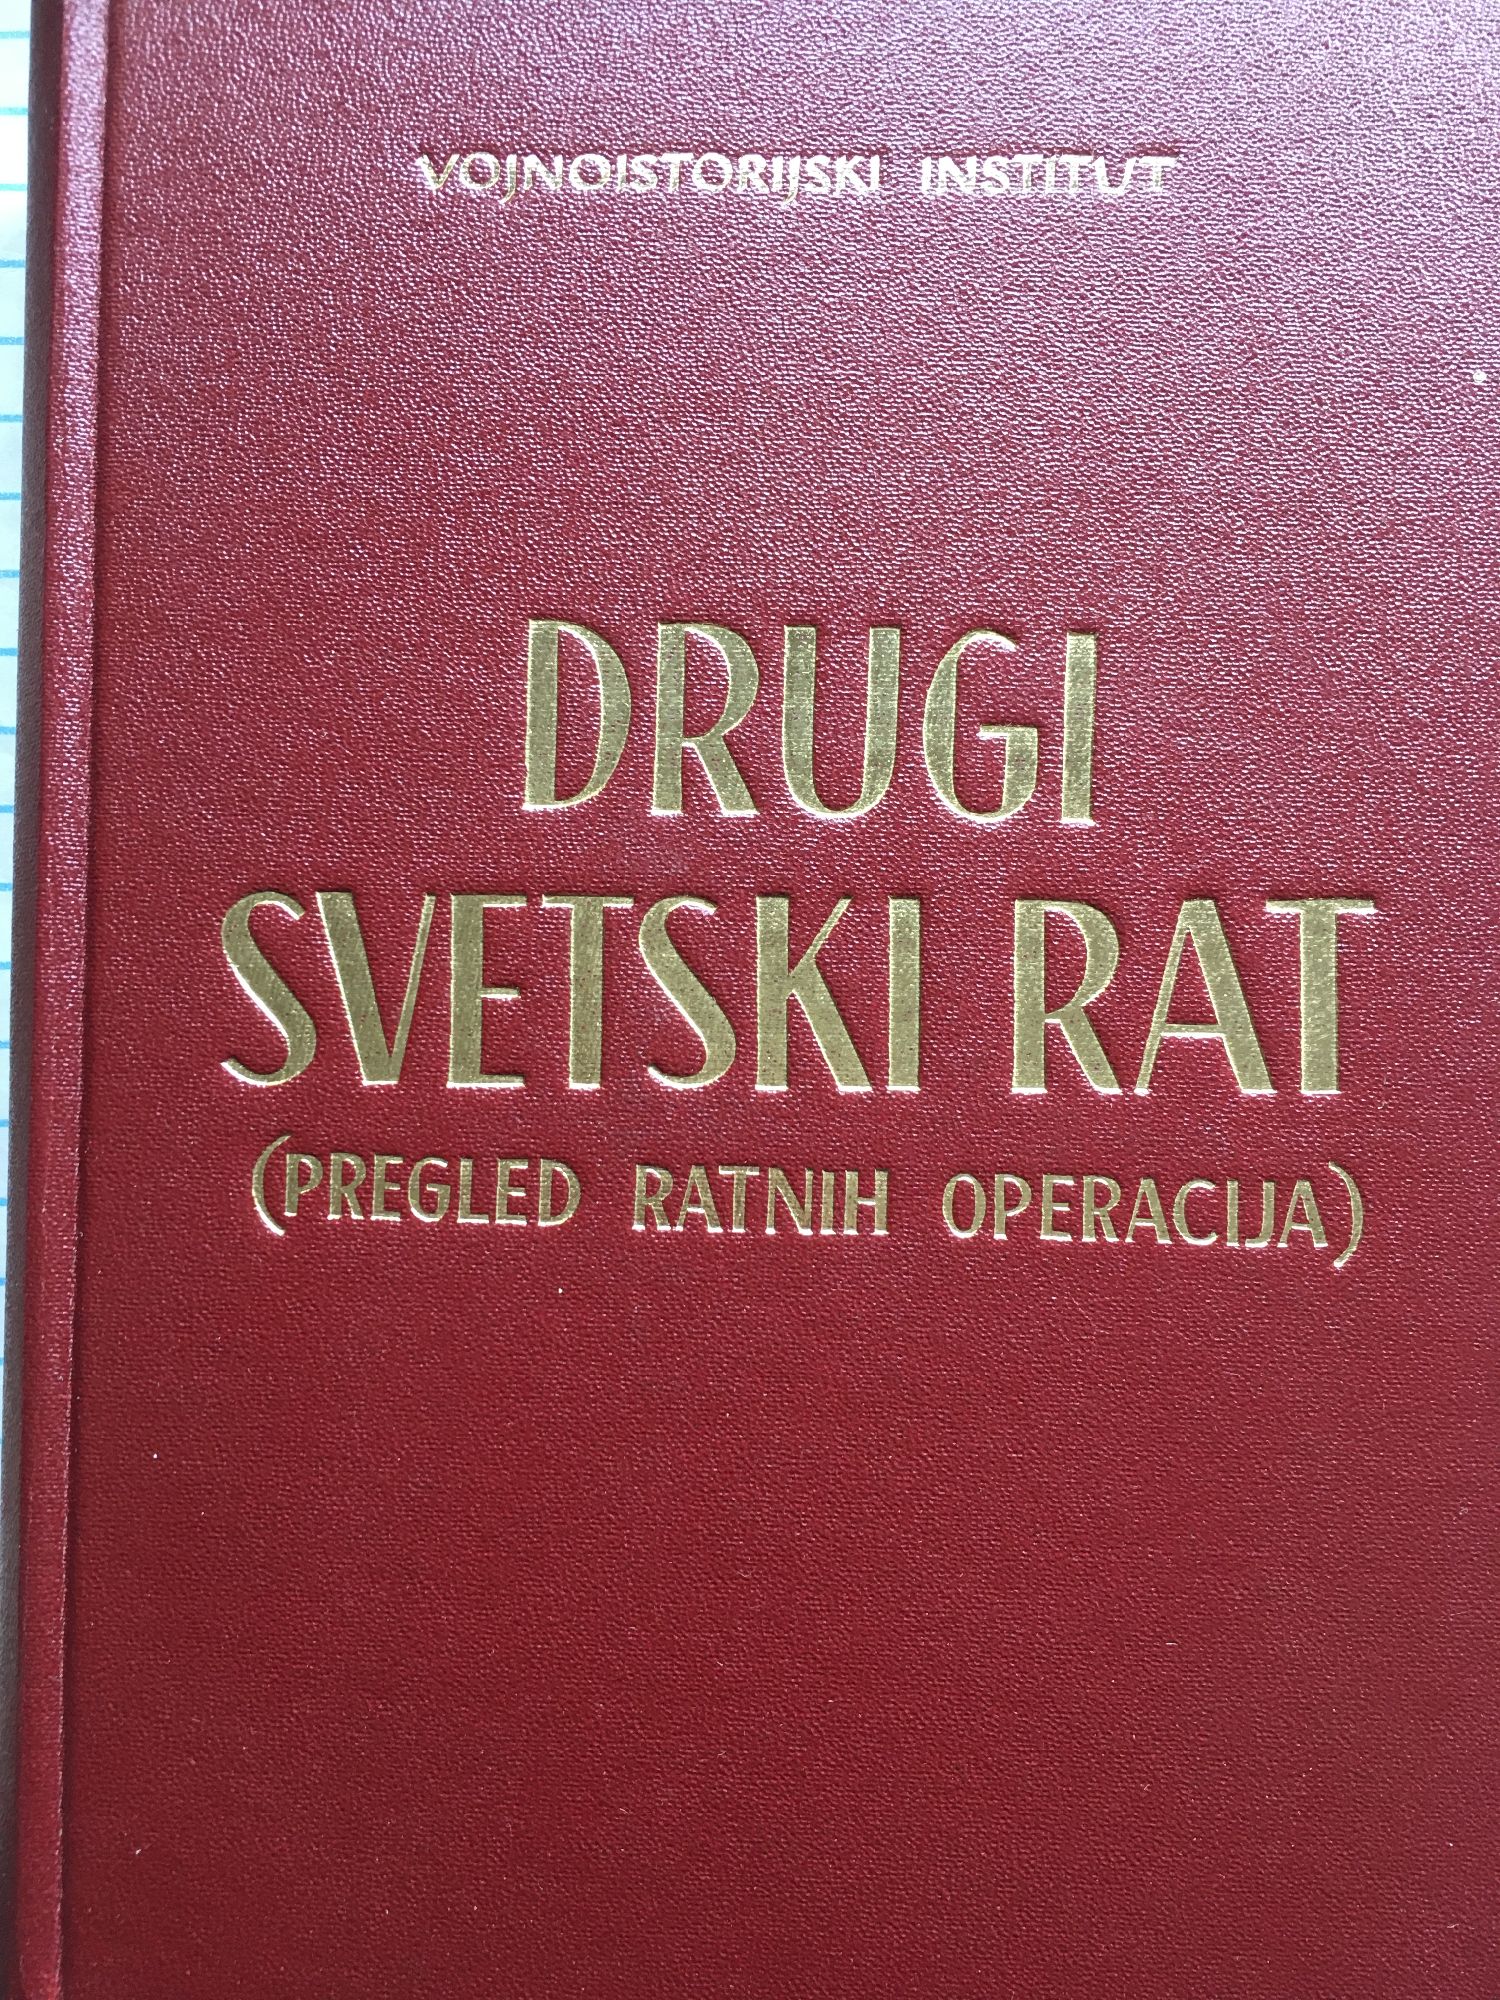 VOJNOISTORIJSKI INSTITUT
DRUGI
SVETSKI RAT
(PREGLED RATNIH OPERACIJA)